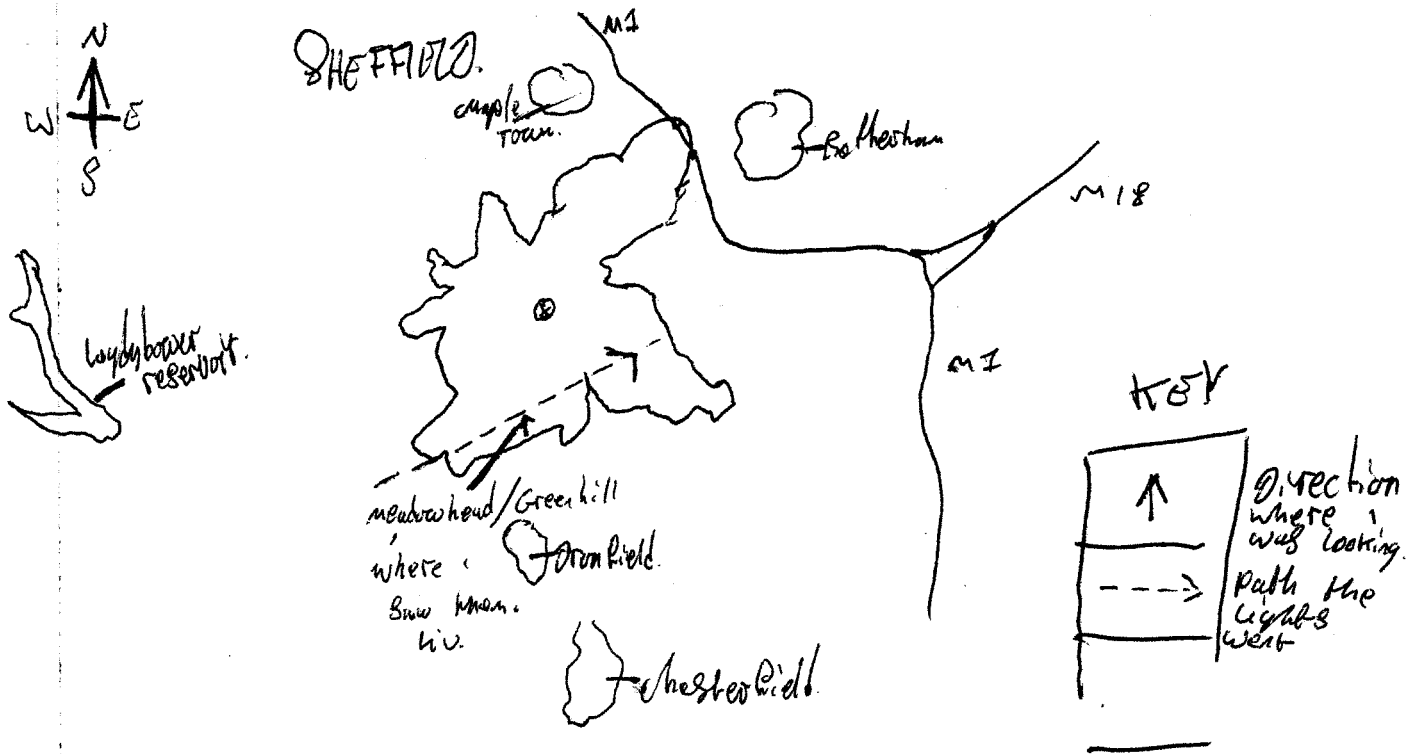 N
W E
S
SHEFFIELD.
M1
Chaple
Town.
Rotherham
M18
M1
Ladybower
reservoir.
KEY
Direction
where i
was looking.
Path the
Lights
went
Meadowhead/Greenhill
where i
saw them.
Dronfield.
Chesterfield.